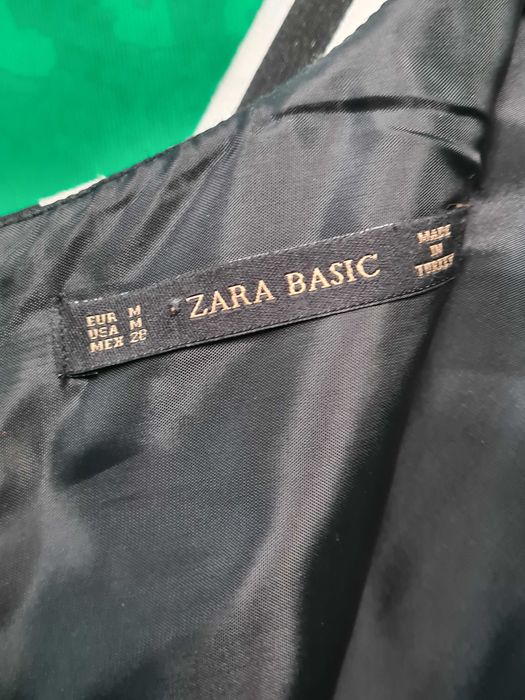 EUR M
USA M
MEX 28
ZARA BASIC
MADE
IN
TURKEY